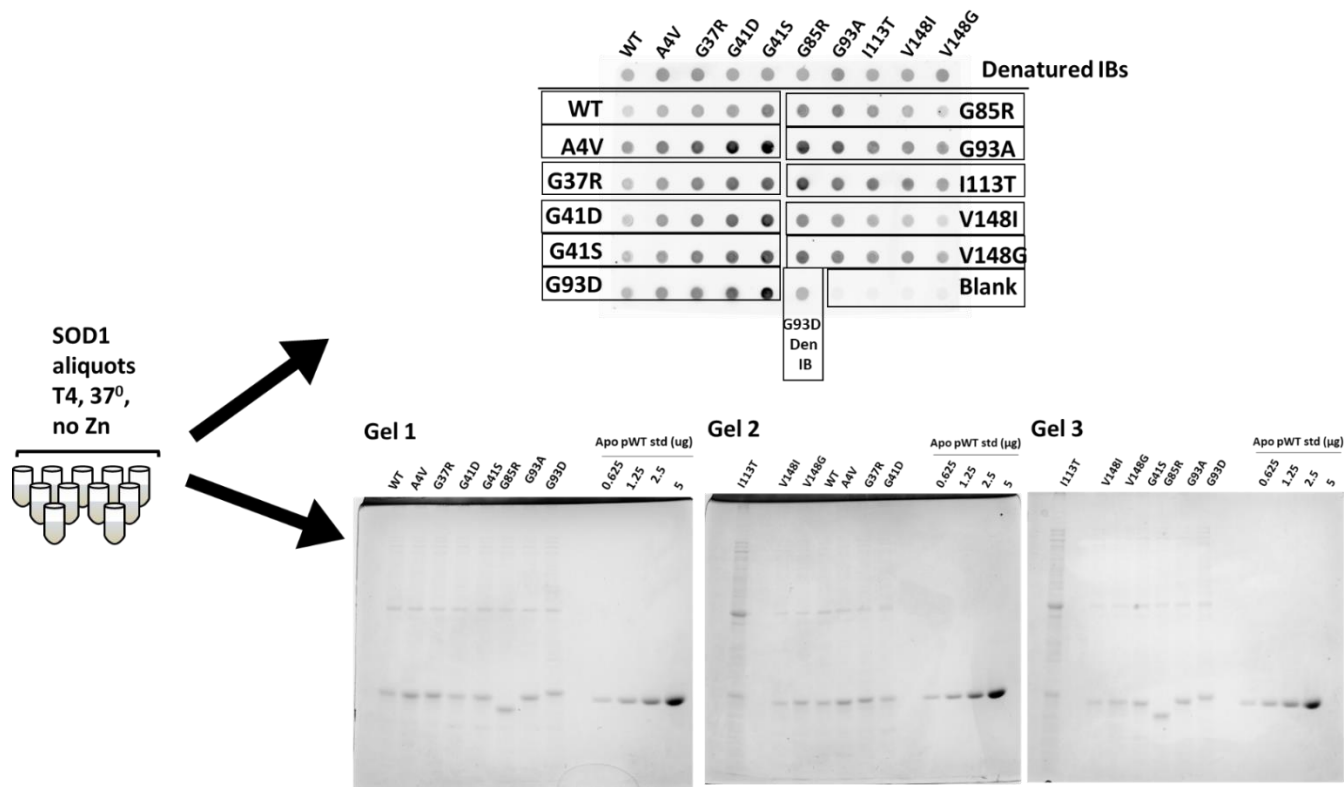 WT A4V G37R G41D G41S G85R G93A I113T V148I V148G
Denatured IBs
WT G85R
A4V G93A
G37R I113T
G41D V148I
G41S V148G
G93D Blank
G93D
Den
IB
SOD1
aliquots
T4, 37⁰,
no Zn
Gel 1
Apo pWT std (ug)
WT A4V G37R G41D G41S G85R G93A G93D 0.625 1.25 2.5 5
Gel 2
Apo pWT std (µg)
I113T V148I V148G WT A4V G37R G41D 0.625 1.25 2.5 5
Gel 3
Apo pWT std (µg)
I113T V148I V148G G41S G85R G93A G93D 0.625 1.25 2.5 5